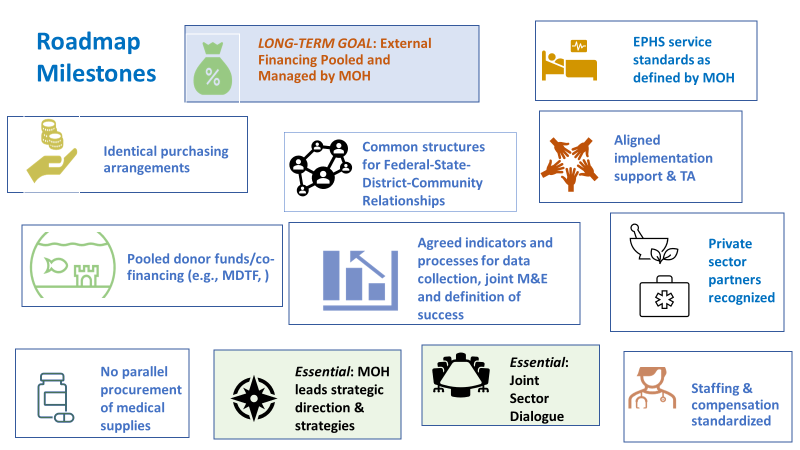 Roadmap
Milestones
LONG-TERM GOAL: External
Financing Pooled and
Managed by MOH
%
EPHS service
standards as
defined by MOH
Identical purchasing
arrangements
Common structures
for Federal-State-
District-Community
Relationships
Aligned
implementation
support & TA
Pooled donor funds/co-
financing (e.g., MDTF, )
Agreed indicators and
processes for data
collection, joint M&E
and definition of
success
Private
sector
partners
recognized
No parallel
procurement
of medical
supplies
Essential: MOH
leads strategic
direction &
strategies
Essential:
Joint
Sector
Dialogue
Staffing &
compensation
standardized